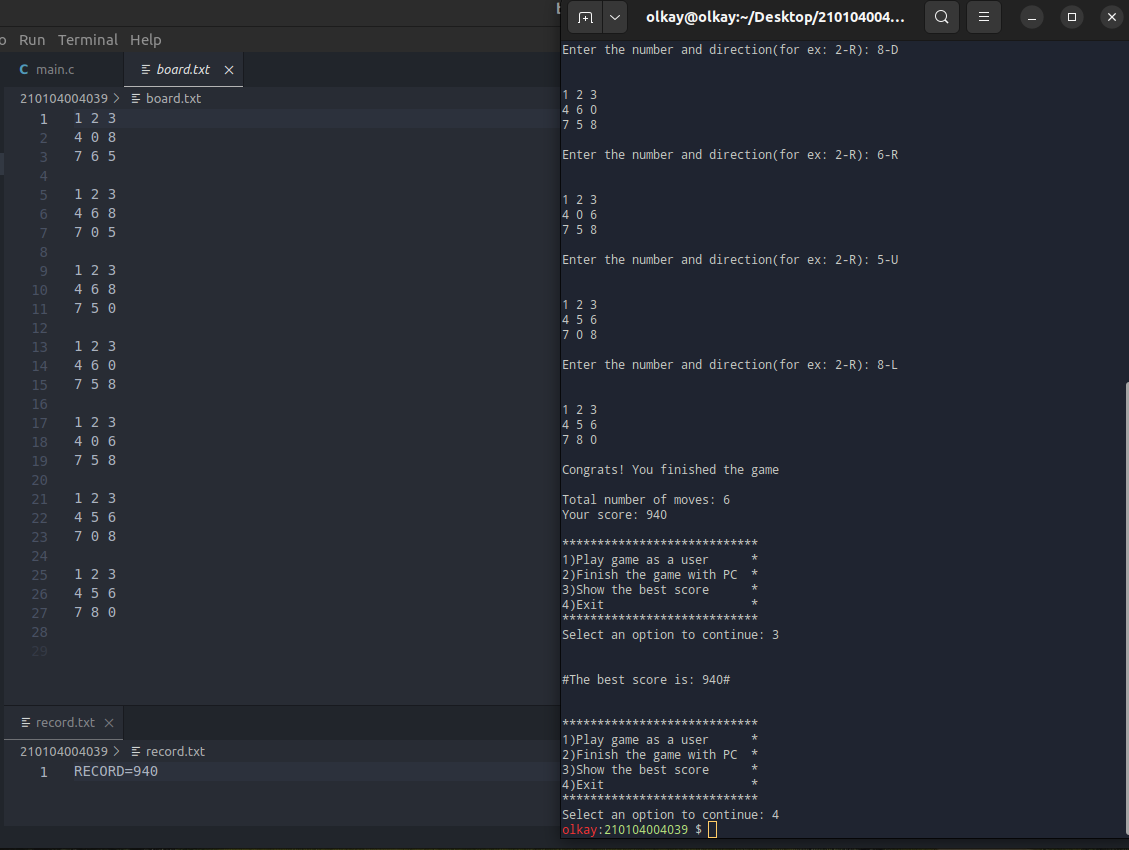 Run Terminal Help
main.c
board.txt
210104004039 > board.txt
1 1 2 3
2 4 0 8
3 7 6 5
4
5 1 2 3
6 4 6 8
7 7 0 5
8
9 1 2 3
10 4 6 8
11 7 5 0
12
13 1 2 3
14 4 6 0
15 7 5 8
16
17 1 2 3
18 4 0 6
19 7 5 8
20
21 1 2 3
22 4 5 6
23 7 0 8
24
25 1 2 3
26 4 5 6
27 7 8 0
28
29
record.txt
210104004039 > record.txt
1 RECORD=940
olkay@olkay:~/Desktop/210104004...
Enter the number and direction(for ex: 2-R): 8-D
1 2 3
4 6 0
7 5 8
Enter the number and direction(for ex: 2-R): 6-R
1 2 3
4 0 6
7 5 8
Enter the number and direction(for ex: 2-R): 5-U
1 2 3
4 5 6
7 0 8
Enter the number and direction(for ex: 2-R): 8-L
1 2 3
4 5 6
7 8 0
Congrats! You finished the game
Total number of moves: 6
Your score: 940
****************************
1)Play game as a user      *
2)Finish the game with PC  *
3)Show the best score      *
4)Exit                     *
****************************
Select an option to continue: 3
#The best score is: 940#
****************************
1)Play game as a user      *
2)Finish the game with PC  *
3)Show the best score      *
4)Exit                     *
****************************
Select an option to continue: 4
olkay:210104004039 $